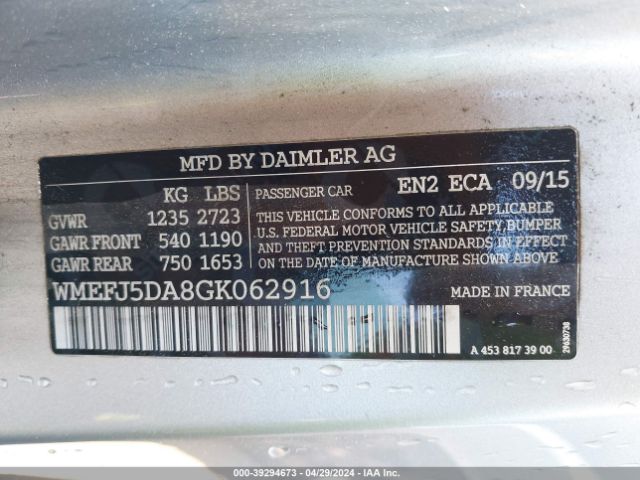 MFD BY DAIMLER AG
KG LBS
GVWR 1235 2723
GAWR FRONT 540 1190
GAWR REAR 750 1653
PASSENGER CAR EN2 ECA 09/15
THIS VEHICLE CONFORMS TO ALL APPLICABLE
U.S. FEDERAL MOTOR VEHICLE SAFETY, BUMPER
AND THEFT PREVENTION STANDARDS IN EFFECT
ON THE DATE OF MANUFACTURE SHOWN ABOVE
WMEFJ5DA8GK062916 MADE IN FRANCE
A 453 817 39 00
29630738
000-39294673 - 04/29/2024 - IAAI.COM